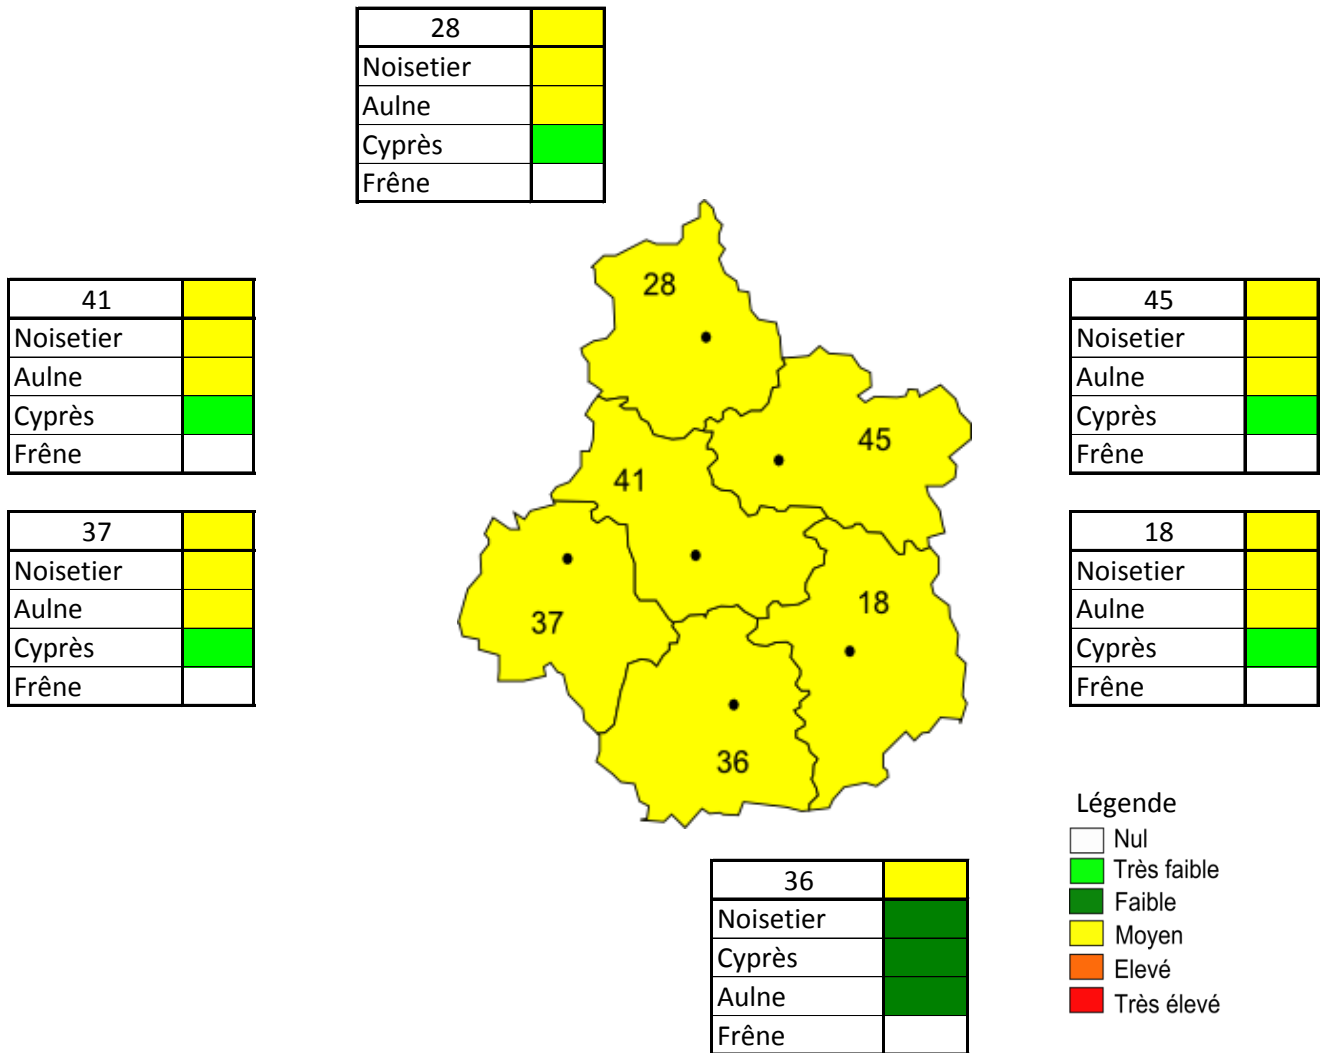 28
Noisetier
Aulne
Cyprès
Frêne
41
Noisetier
Aulne
Cyprès
Frêne
37
Noisetier
Aulne
Cyprès
Frêne
28
45
41
18
37
36
45
Noisetier
Aulne
Cyprès
Frêne
18
Noisetier
Aulne
Cyprès
Frêne
36
Noisetier
Cyprès
Aulne
Frêne
Légende
Nul
Très faible
Faible
Moyen
Elevé
Très élevé